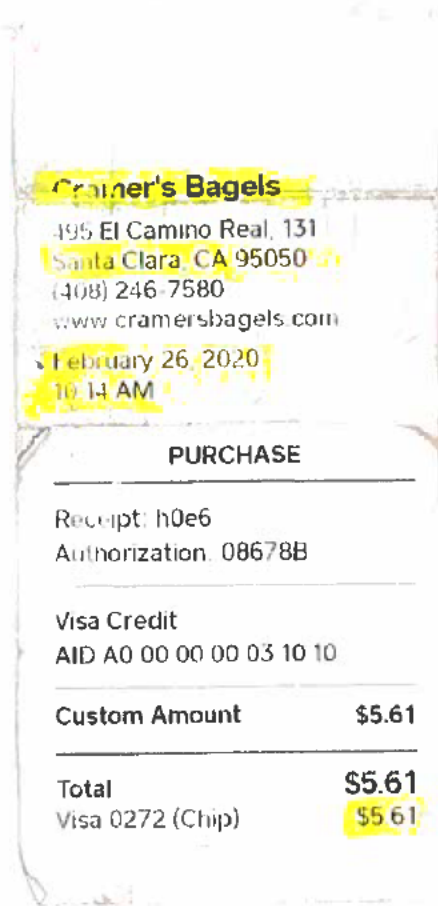 Cramer's Bagels
495 El Camino Real, 131
Santa Clara, CA 95050
(408) 246-7580
www.cramersbagels.com
February 26, 2020
10:14 AM
PURCHASE
Receipt: h0e6
Authorization: 08678B
Visa Credit
AID A0 00 00 00 03 10 10
Custom Amount $5.61
Total $5.61
Visa 0272 (Chip) $5.61